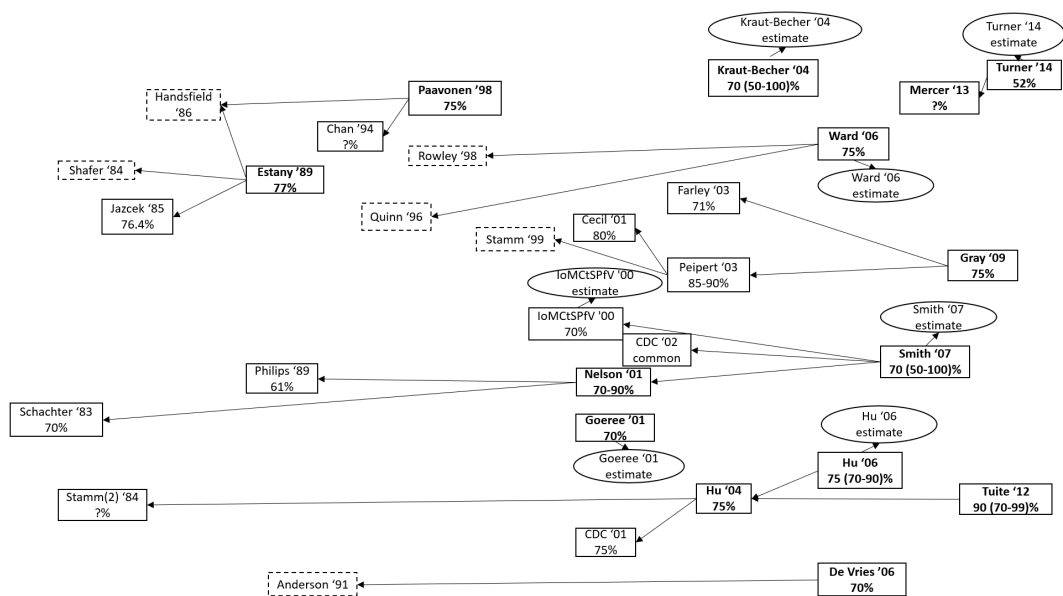 Kraut-Becher '04
estimate
Turner '14
estimate
Kraut-Becher ‘04
70 (50-100)%
Turner ’14
52%
Mercer ‘13
?%
Paavonen ’98
75%
Handsfield
‘86
Chan ’94
?%
Ward ‘06
75%
Rowley ‘98
Ward ‘06
estimate
Shafer ‘84
Estany ‘89
77%
Farley ‘03
71%
Jazcek ‘85
76.4%
Quinn ‘96
Cecil ‘01
80%
Stamm ‘99
Gray ‘09
75%
Peipert ‘03
85-90%
IoMCtSPfV '00
estimate
IoMCtSPfV '00
70%
Smith ‘07
estimate
CDC ‘02
common
Smith ‘07
70 (50-100)%
Philips ‘89
61%
Nelson ‘01
70-90%
Schachter ‘83
70%
Goeree ’01
70%
Hu ‘06
estimate
Goeree ‘01
estimate
Hu ‘06
75 (70-90)%
Stamm(2) ‘84
?%
Hu ‘04
75%
Tuite ‘12
90 (70-99)%
CDC ‘01
75%
Anderson ‘91
De Vries ’06
70%